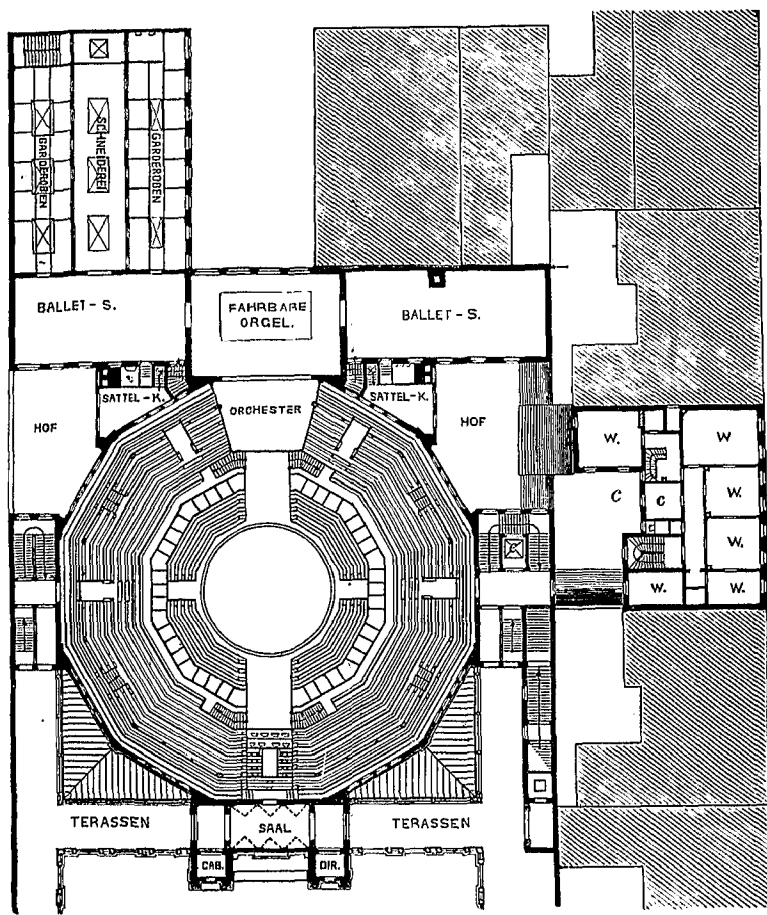 GARDEROBEN
SCHNEIDEREI
GARDEROBEN
BALLET-S.
FAHRBARE
ORGEL.
BALLET-S.
SATTEL-K.
ORCHESTER
SATTEL-K.
HOF
HOF
W.
W
C
C
W.
W.
W.
W.
TERASSEN
SAAL
TERASSEN
CAB.
DIR.